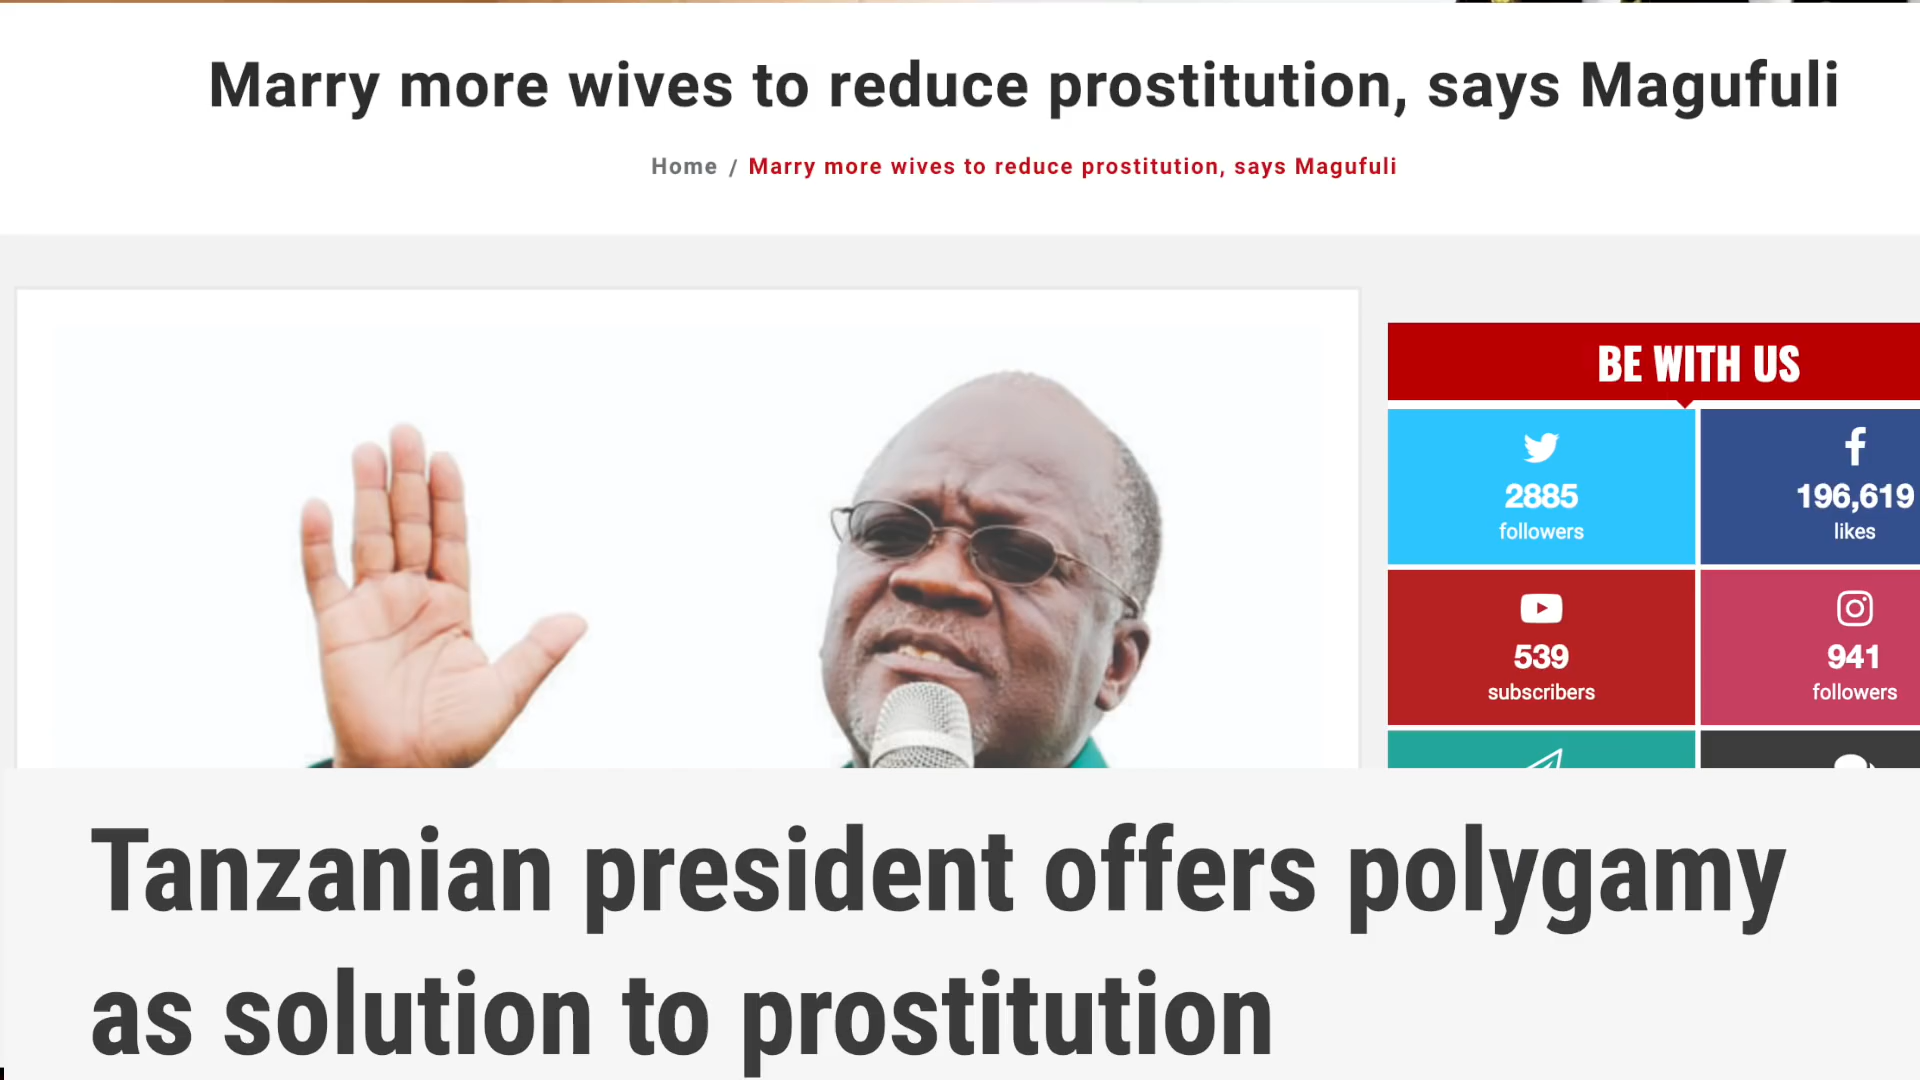 Marry more wives to reduce prostitution, says Magufuli
Home / Marry more wives to reduce prostitution, says Magufuli
BE WITH US
2885
followers
196,619
likes
539
subscribers
941
followers
Tanzanian president offers polygamy
as solution to prostitution